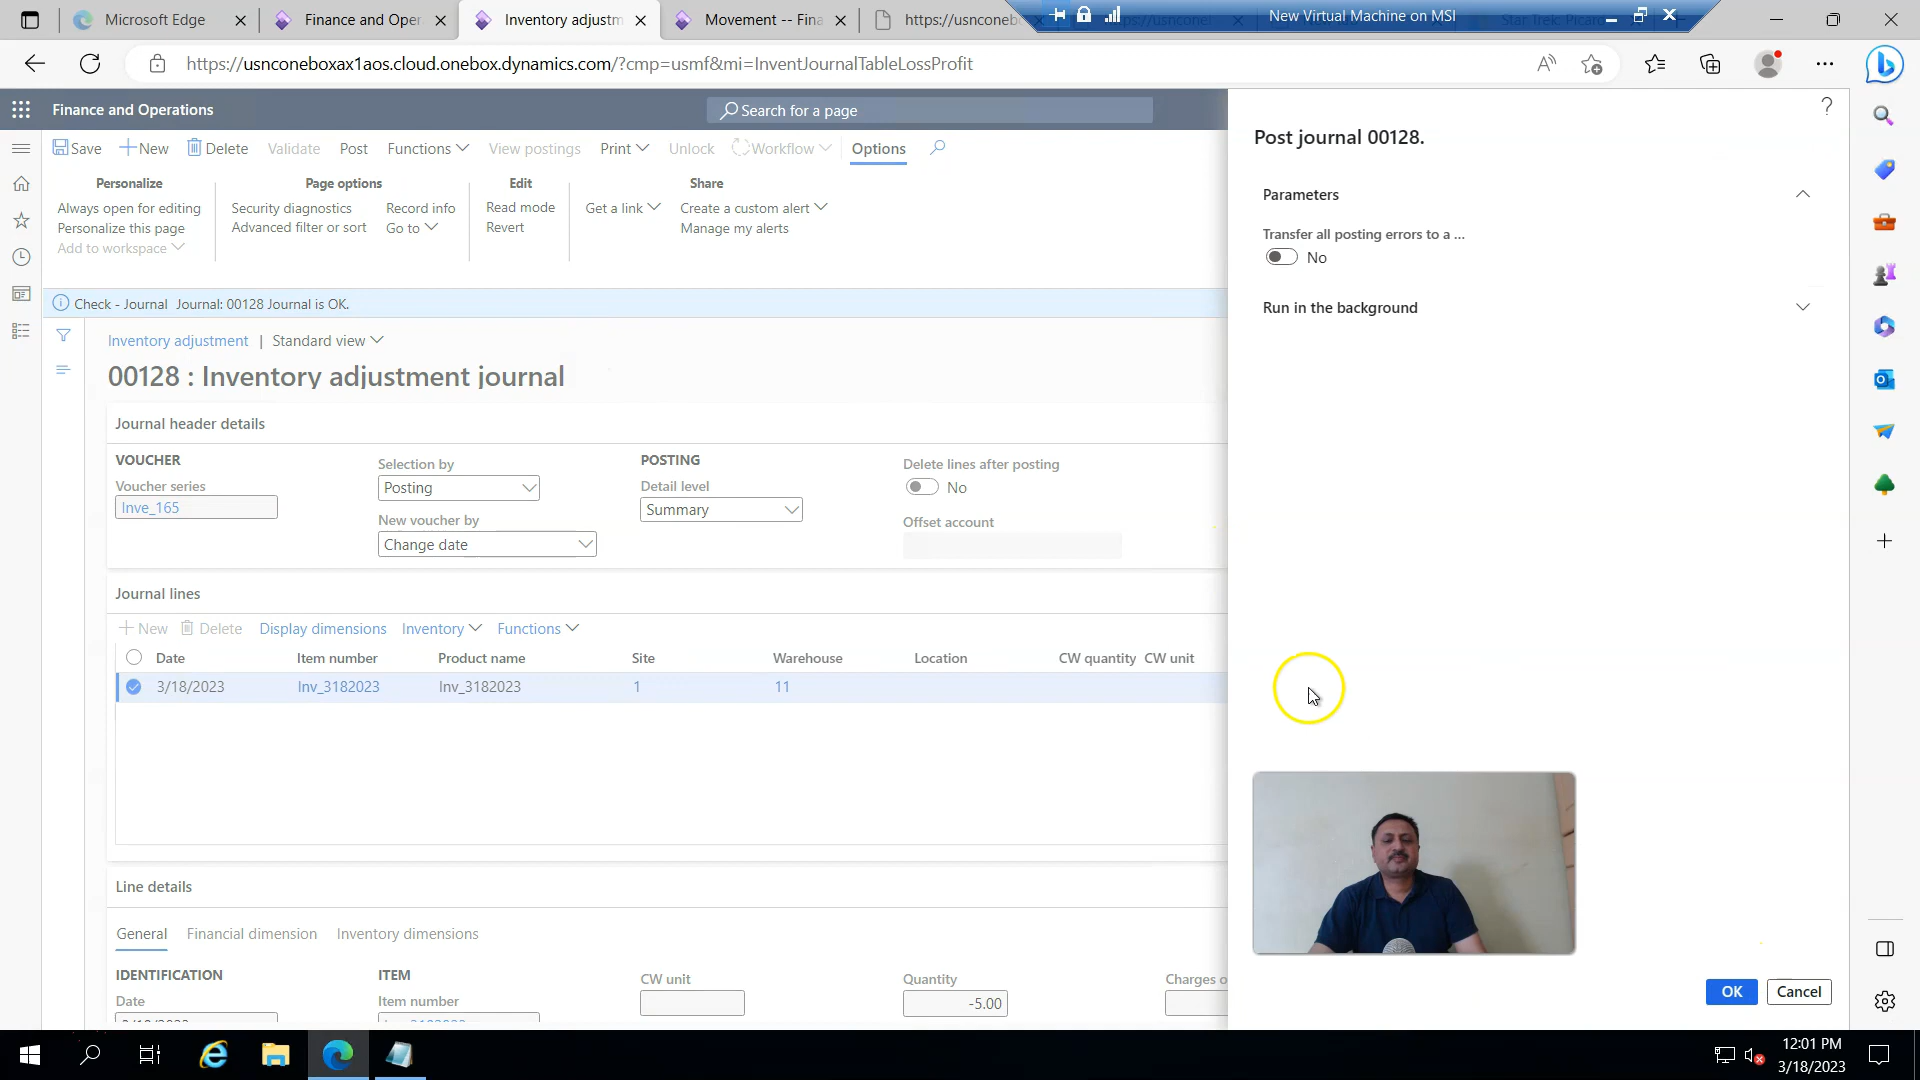 Microsoft Edge
Finance and Oper
Inventory adjustm
Movement -- Fina
https://usnconeb
New Virtual Machine on MSI
https://usnconeboxax1aos.cloud.onebox.dynamics.com/?cmp=usmf&mi=InventJournalTableLossProfit
Finance and Operations
Search for a page
?
Save New Delete Validate Post Functions View postings Print Unlock Workflow Options
Personalize
Always open for editing
Personalize this page
Add to workspace
Page options
Security diagnostics
Advanced filter or sort
Record info
Go to
Edit
Read mode
Revert
Share
Get a link
Create a custom alert
Manage my alerts
Check - Journal Journal: 00128 Journal is OK.
Inventory adjustment | Standard view
00128 : Inventory adjustment journal
Journal header details
VOUCHER
Voucher series
Inve_165
Selection by
Posting
New voucher by
Change date
POSTING
Detail level
Summary
Delete lines after posting
No
Offset account
Journal lines
New Delete Display dimensions Inventory Functions
Date Item number Product name Site Warehouse Location CW quantity CW unit
3/18/2023 Inv_3182023 Inv_3182023 1 11
Line details
General Financial dimension Inventory dimensions
IDENTIFICATION
Date
ITEM
Item number
CW unit
Quantity
-5.00
Charges o
Post journal 00128.
Parameters
Transfer all posting errors to a ...
No
Run in the background
OK Cancel
12:01 PM
3/18/2023